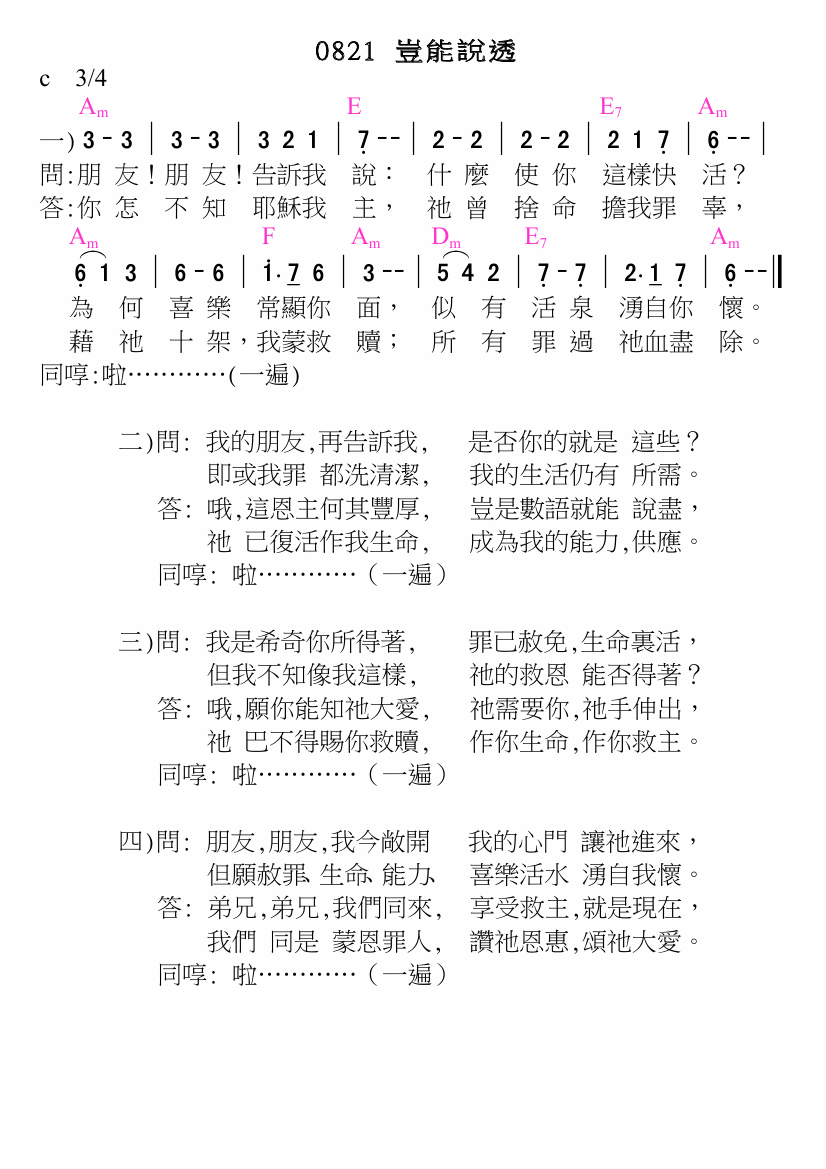 0821 豈能說透
c 3/4
Am E E7 Am
一) 3 - 3 | 3 - 3 | 3 2 1 | 7̣ - - | 2 - 2 | 2 - 2 | 2 1 7̣ | 6̣ - - |
問:朋 友!朋 友!告訴我 說: 什 麼 使 你 這樣快 活?
答:你 怎 不 知 耶穌我 主, 祂 曾 捨 命 擔我罪 辜,
Am F Am Dm E7 Am
6̣ 1 3 | 6 - 6 | 1̇· 7 6 | 3 - - | 5 4 2 | 7̣ - 7̣ | 2· 1 7̣ | 6̣ - - ‖
為 何 喜 樂 常顯你 面, 似 有 活 泉 湧自你 懷。
藉 祂 十 架,我蒙救 贖; 所 有 罪 過 祂血盡 除。
同哼:啦…………(一遍)
二)問: 我的朋友,再告訴我, 是否你的就是 這些?
即或我罪 都洗清潔, 我的生活仍有 所需。
答: 哦,這恩主何其豐厚, 豈是數語就能 說盡,
祂 已復活作我生命, 成為我的能力,供應。
同哼: 啦…………(一遍)
三)問: 我是希奇你所得著, 罪已赦免,生命裏活,
但我不知像我這樣, 祂的救恩 能否得著?
答: 哦,願你能知祂大愛, 祂需要你,祂手伸出,
祂 巴不得賜你救贖, 作你生命,作你救主。
同哼: 啦…………(一遍)
四)問: 朋友,朋友,我今敞開 我的心門 讓祂進來,
但願赦罪、生命、能力、 喜樂活水 湧自我懷。
答: 弟兄,弟兄,我們同來, 享受救主,就是現在,
我們 同是 蒙恩罪人, 讚祂恩惠,頌祂大愛。
同哼: 啦…………(一遍)